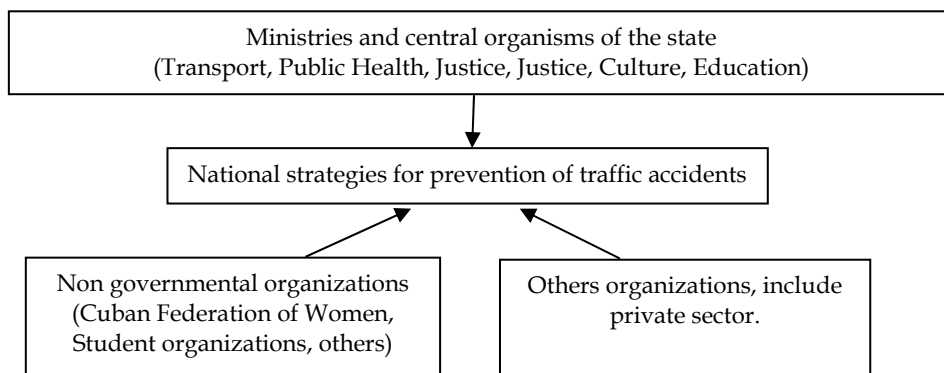 Ministries and central organisms of the state
(Transport, Public Health, Justice, Justice, Culture, Education)
National strategies for prevention of traffic accidents
Non governmental organizations
(Cuban Federation of Women,
Student organizations, others)
Others organizations, include
private sector.